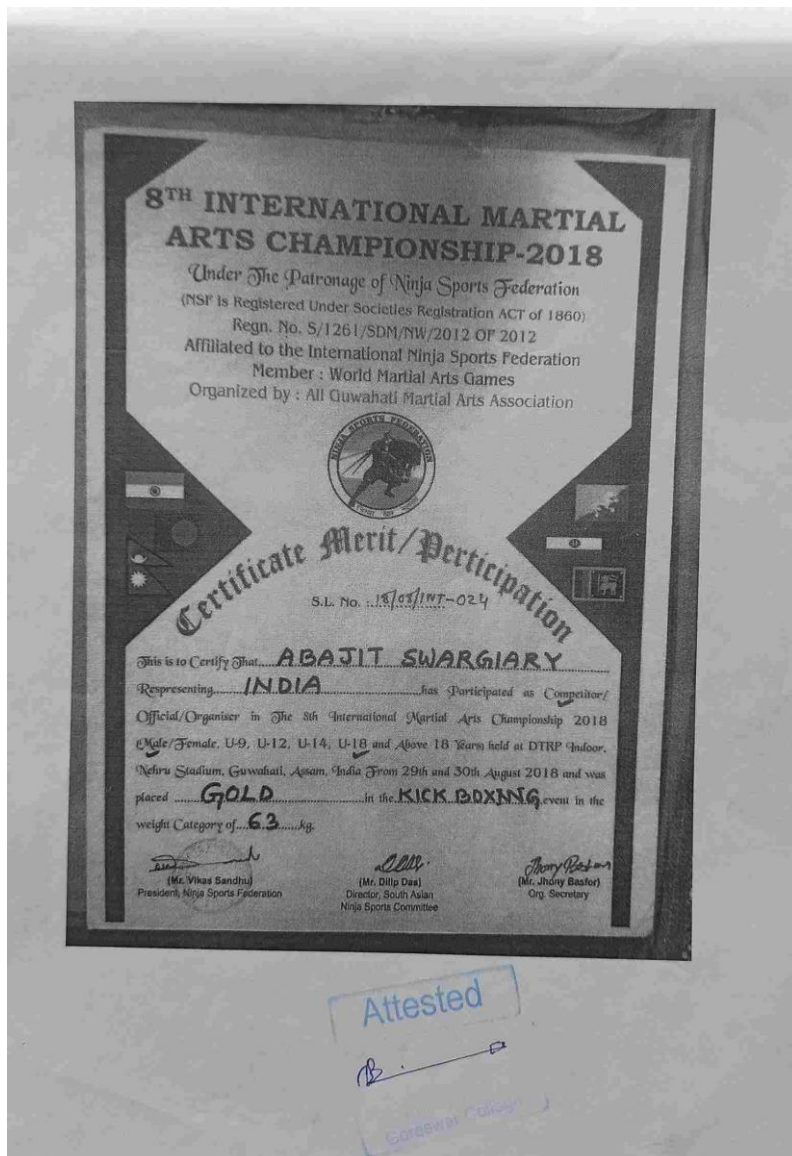 8TH INTERNATIONAL MARTIAL
ARTS CHAMPIONSHIP-2018
Under The Patronage of Ninja Sports Federation
(NSF Is Registered Under Societies Registration ACT of 1860)
Regn. No. S/1261/SDM/NW/2012 OF 2012
Affiliated to the International Ninja Sports Federation
Member : World Martial Arts Games
Organized by : All Guwahati Martial Arts Association
NINJA SPORTS FEDERATION
Certificate Merit/Perticipation
S.L. No. : 18/08/INT-024
This is to Certify That ABAJIT SWARGIARY
Respresenting INDIA has Participated as Competitor/
Official/Organiser in The 8th International Martial Arts Championship 2018
(Male/Female, U-9, U-12, U-14, U-18 and Above 18 Years) held at DTRP Indoor,
Nehru Stadium, Guwahati, Assam, India From 29th and 30th August 2018 and was
placed GOLD in the KICK BOXING event in the
weight Category of 63 kg.
(Mr. Vikas Sandhu) (Mr. Dilip Das) (Mr. Jhony Basfor)
President, Ninja Sports Federation Director, South Asian Org. Secretary
Ninja Sports Committee
Attested
Goreswar College